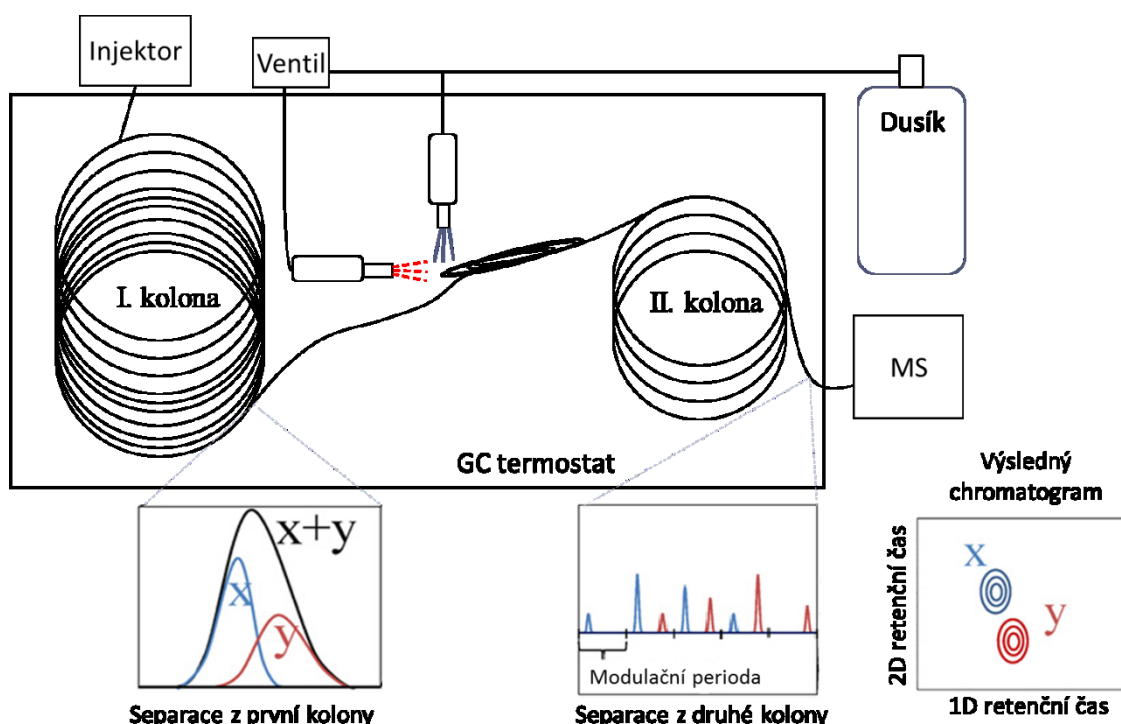 Injektor
Ventil
Dusík
I. kolona
II. kolona
MS
GC termostat
x+y
x
y
Separace z první kolony
Modulační perioda
Separace z druhé kolony
Výsledný
chromatogram
2D retenční čas
x
y
1D retenční čas